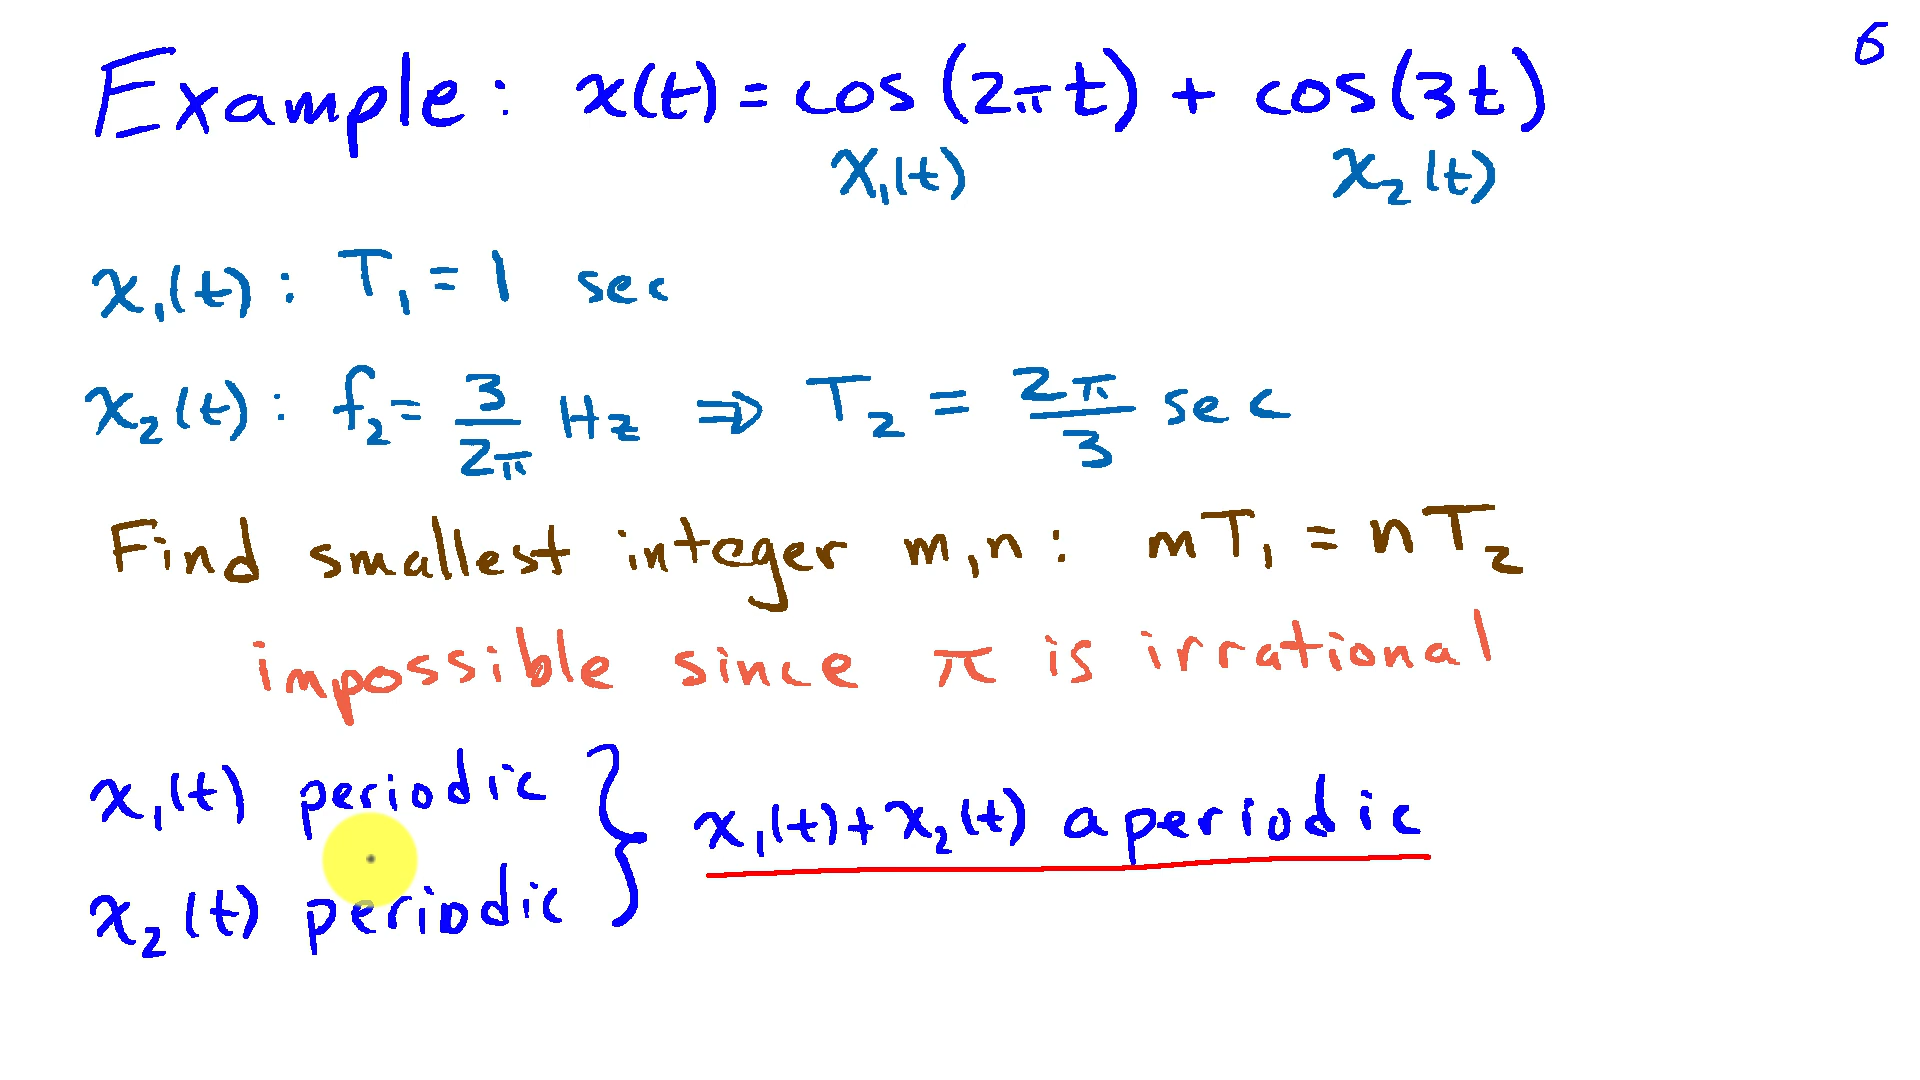 6
Example: x(t) = cos(2πt) + cos(3t)
x₁(t) x₂(t)
x₁(t): T₁ = 1 sec
x₂(t): f₂ = 3/2π Hz ⇒ T₂ = 2π/3 sec
Find smallest integer m,n: mT₁ = nT₂
impossible since π is irrational
x₁(t) periodic
x₁(t)+x₂(t) aperiodic
x₂(t) periodic